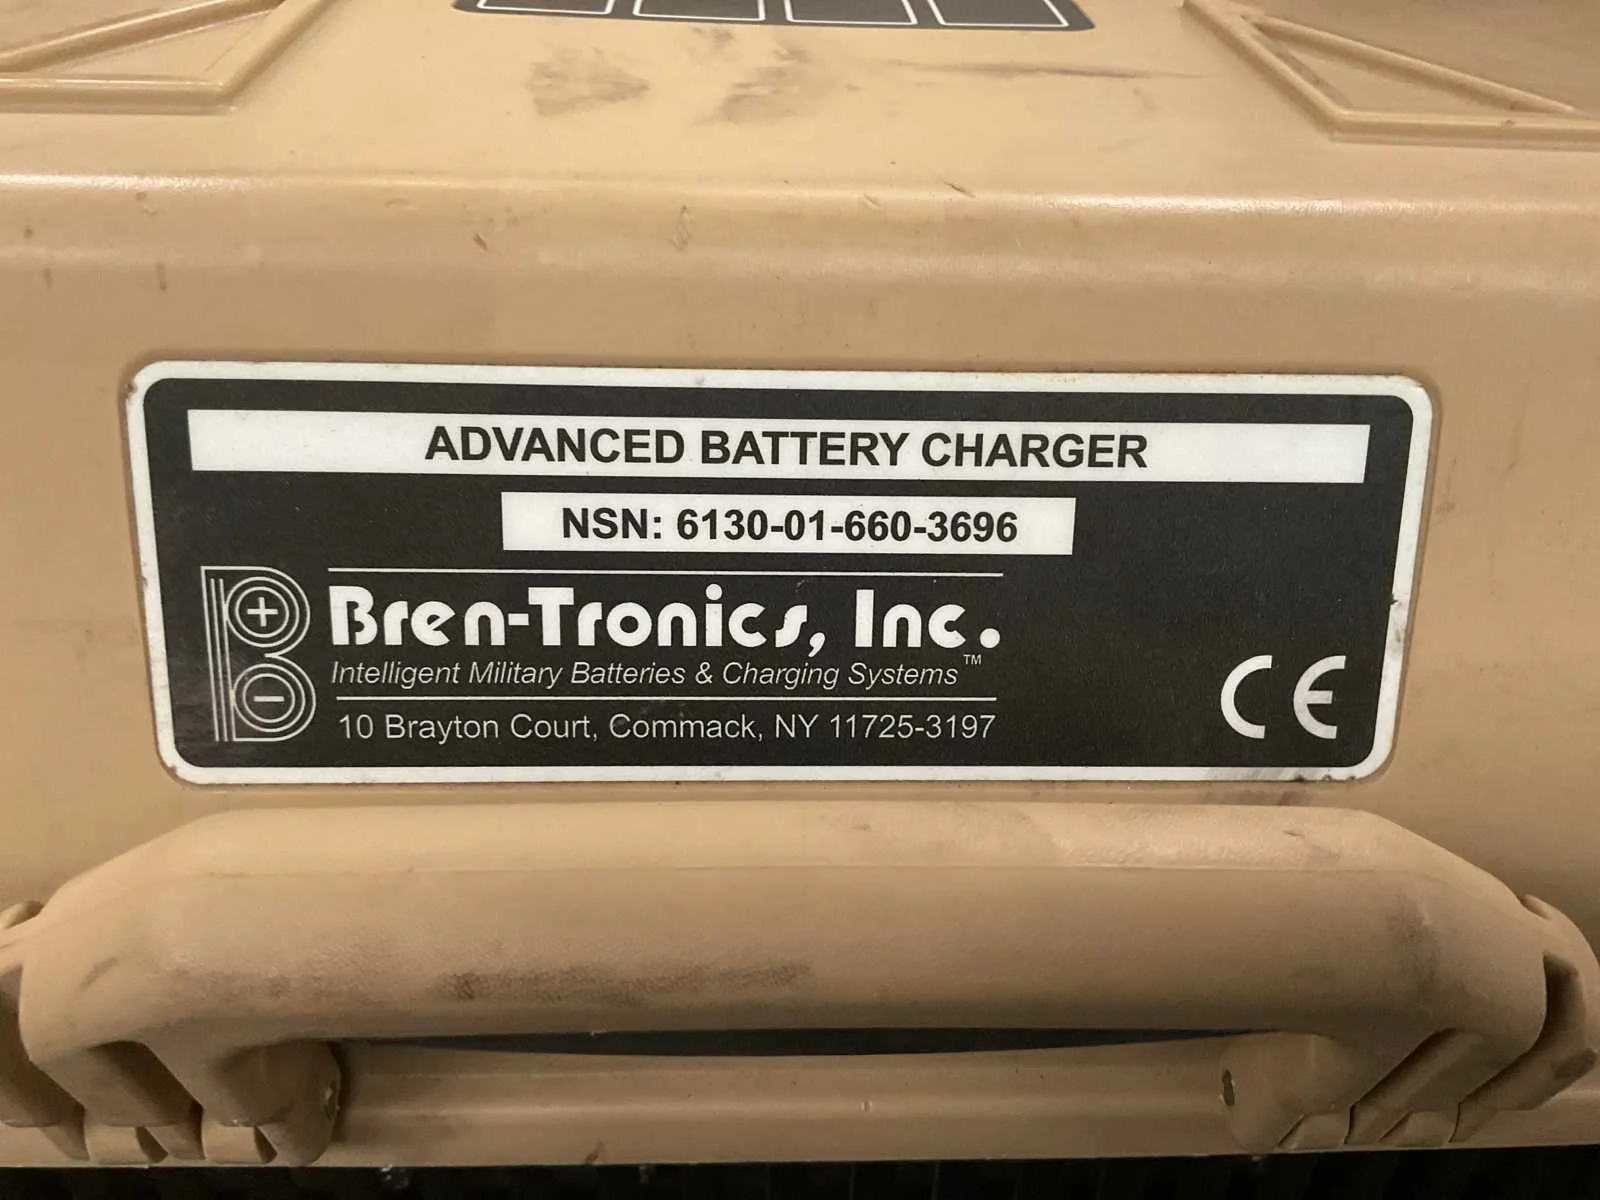 ADVANCED BATTERY CHARGER
NSN: 6130-01-660-3696
Bren-Tronics, Inc.
Intelligent Military Batteries & Charging Systems™
10 Brayton Court, Commack, NY 11725-3197
CE